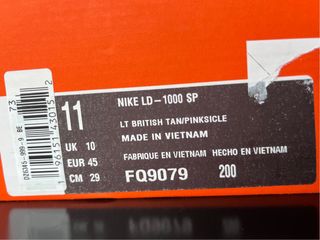 NIKE LD-1000 SP
11
LT BRITISH TAN/PINKSICLE
MADE IN VIETNAM
UK 10
EUR 45
FABRIQUE EN VIETNAM HECHO EN VIETNAM
CM 29
FQ9079 200